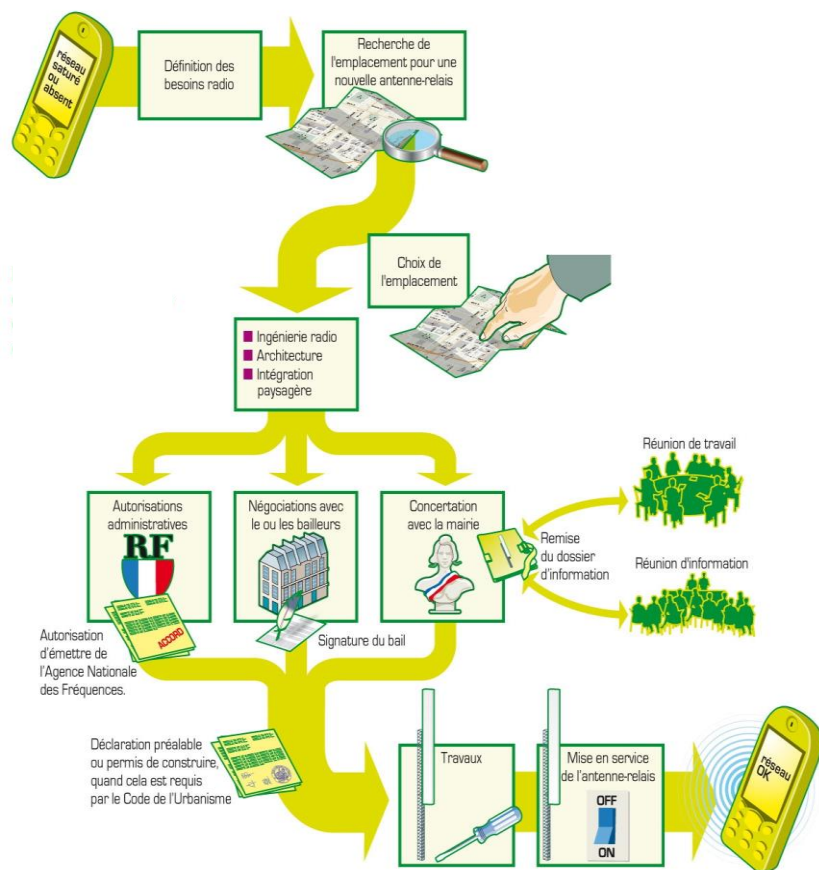 réseau
saturé
ou
absent
Définition des
besoins radio
Recherche de
l'emplacement pour une
nouvelle antenne-relais
Choix de
l'emplacement
Ingénierie radio
Architecture
Intégration
paysagère
Autorisations
administratives
RF
ACCORD
Autorisation
d'émettre de
l'Agence Nationale
des Fréquences.
Négociations avec
le ou les bailleurs
Signature du bail
Concertation
avec la mairie
Remise
du dossier
d'information
Réunion de travail
Réunion d'information
Déclaration préalable
ou permis de construire,
quand cela est requis
par le Code de l'Urbanisme
Travaux
Mise en service
de l'antenne-relais
OFF
ON
réseau
OK